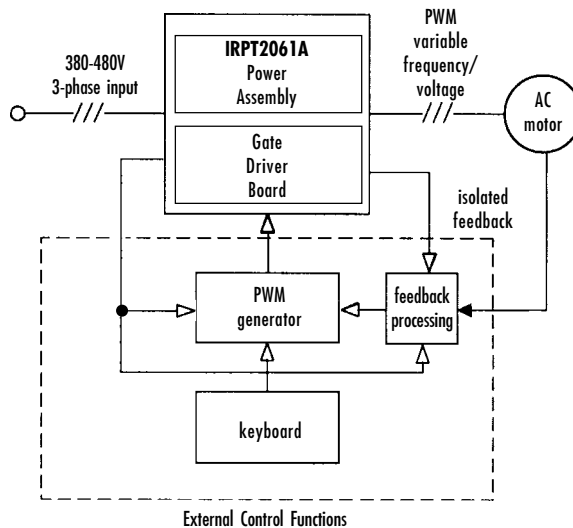 380-480V
3-phase input
IRPT2061A
Power
Assembly
Gate
Driver
Board
PWM
variable
frequency/
voltage
AC
motor
isolated
feedback
PWM
generator
feedback
processing
keyboard
External Control Functions